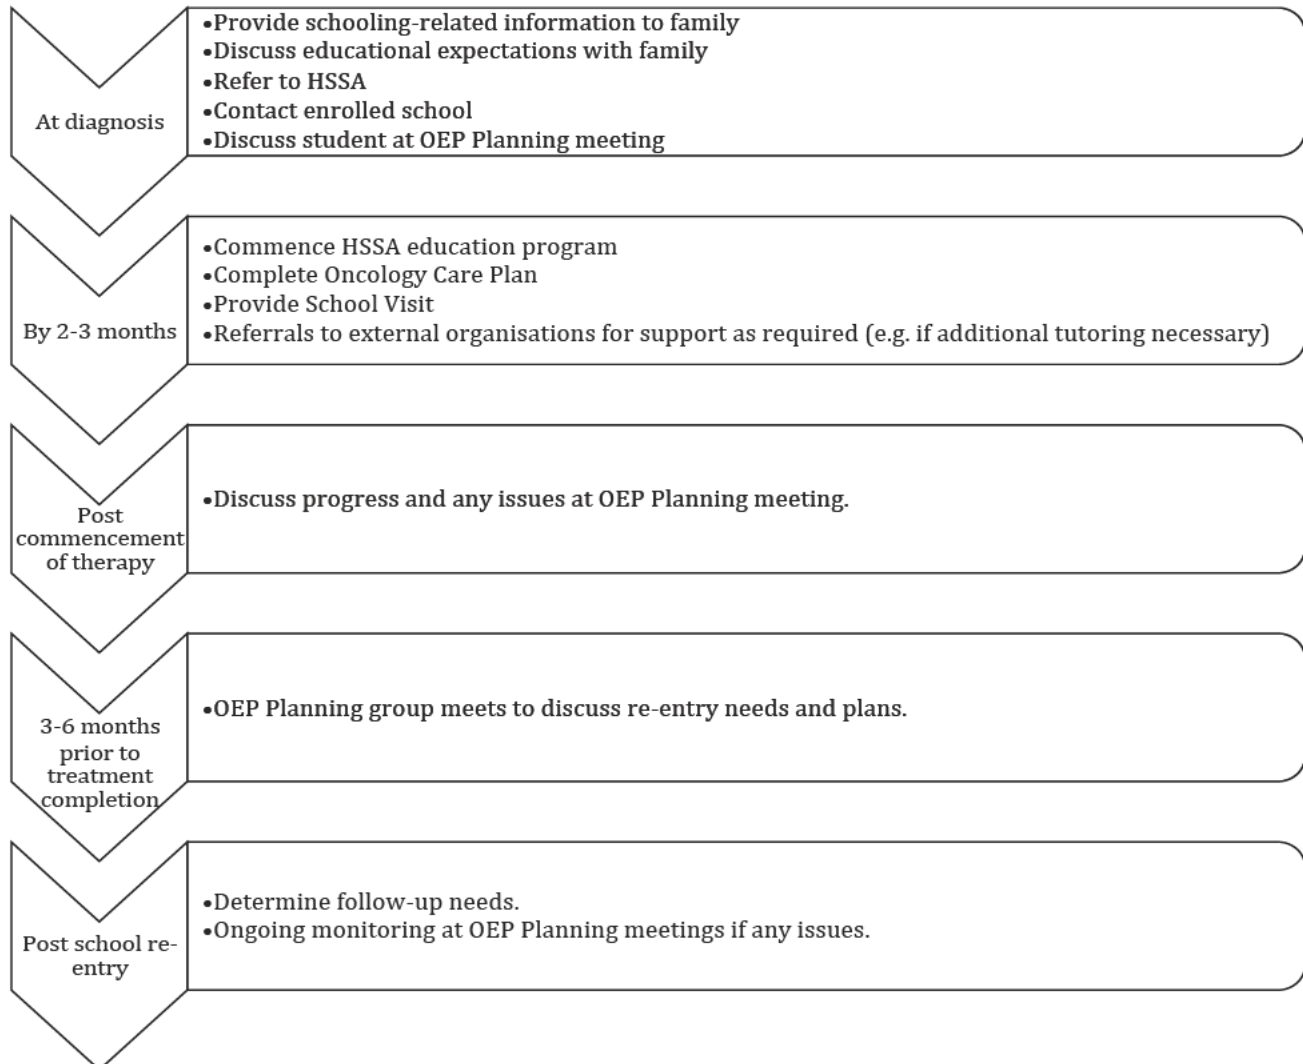 At diagnosis
•Provide schooling-related information to family
•Discuss educational expectations with family
•Refer to HSSA
•Contact enrolled school
•Discuss student at OEP Planning meeting
By 2-3 months
•Commence HSSA education program
•Complete Oncology Care Plan
•Provide School Visit
•Referrals to external organisations for support as required (e.g. if additional tutoring necessary)
Post
commencement
of therapy
•Discuss progress and any issues at OEP Planning meeting.
3-6 months
prior to
treatment
completion
•OEP Planning group meets to discuss re-entry needs and plans.
Post school re-
entry
•Determine follow-up needs.
•Ongoing monitoring at OEP Planning meetings if any issues.